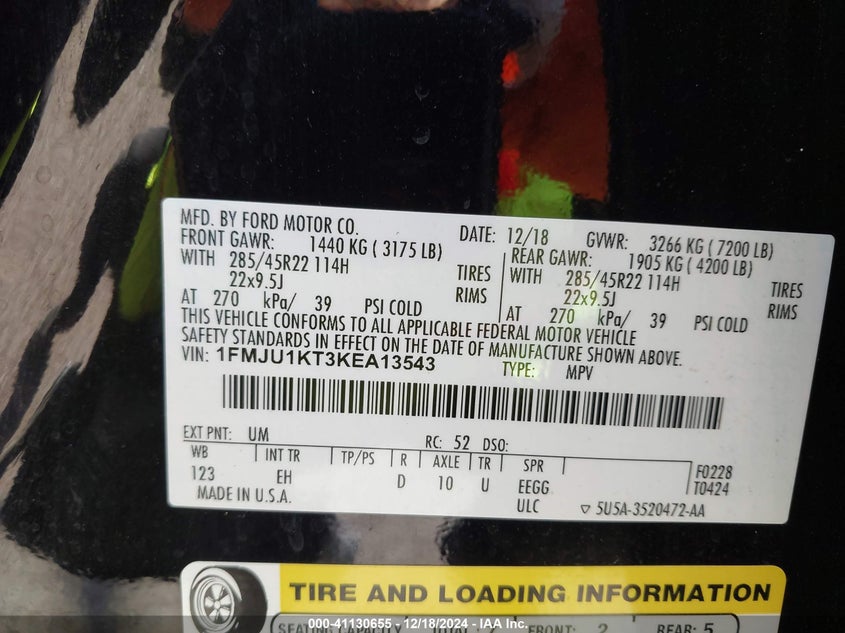 MFD. BY FORD MOTOR CO. DATE: 12/18 GVWR: 3266 KG ( 7200 LB)
FRONT GAWR: 1440 KG ( 3175 LB) REAR GAWR: 1905 KG ( 4200 LB)
WITH 285/45R22 114H TIRES WITH 285/45R22 114H TIRES
22x9.5J RIMS 22x9.5J RIMS
AT 270 kPa/ 39 PSI COLD AT 270 kPa/ 39 PSI COLD
THIS VEHICLE CONFORMS TO ALL APPLICABLE FEDERAL MOTOR VEHICLE
SAFETY STANDARDS IN EFFECT ON THE DATE OF MANUFACTURE SHOWN ABOVE.
VIN: 1FMJU1KT3KEA13543 TYPE: MPV
EXT PNT: UM RC: 52 DSO:
WB INT TR TP/PS R AXLE TR SPR F0228
123 EH D 10 U EEGG T0424
MADE IN U.S.A. ULC ▽ 5U5A-3520472-AA
TIRE AND LOADING INFORMATION
SEATING CAPACITY TOTAL: 7 FRONT: 2 REAR: 5
000-41130655 - 12/18/2024 - IAA Inc.